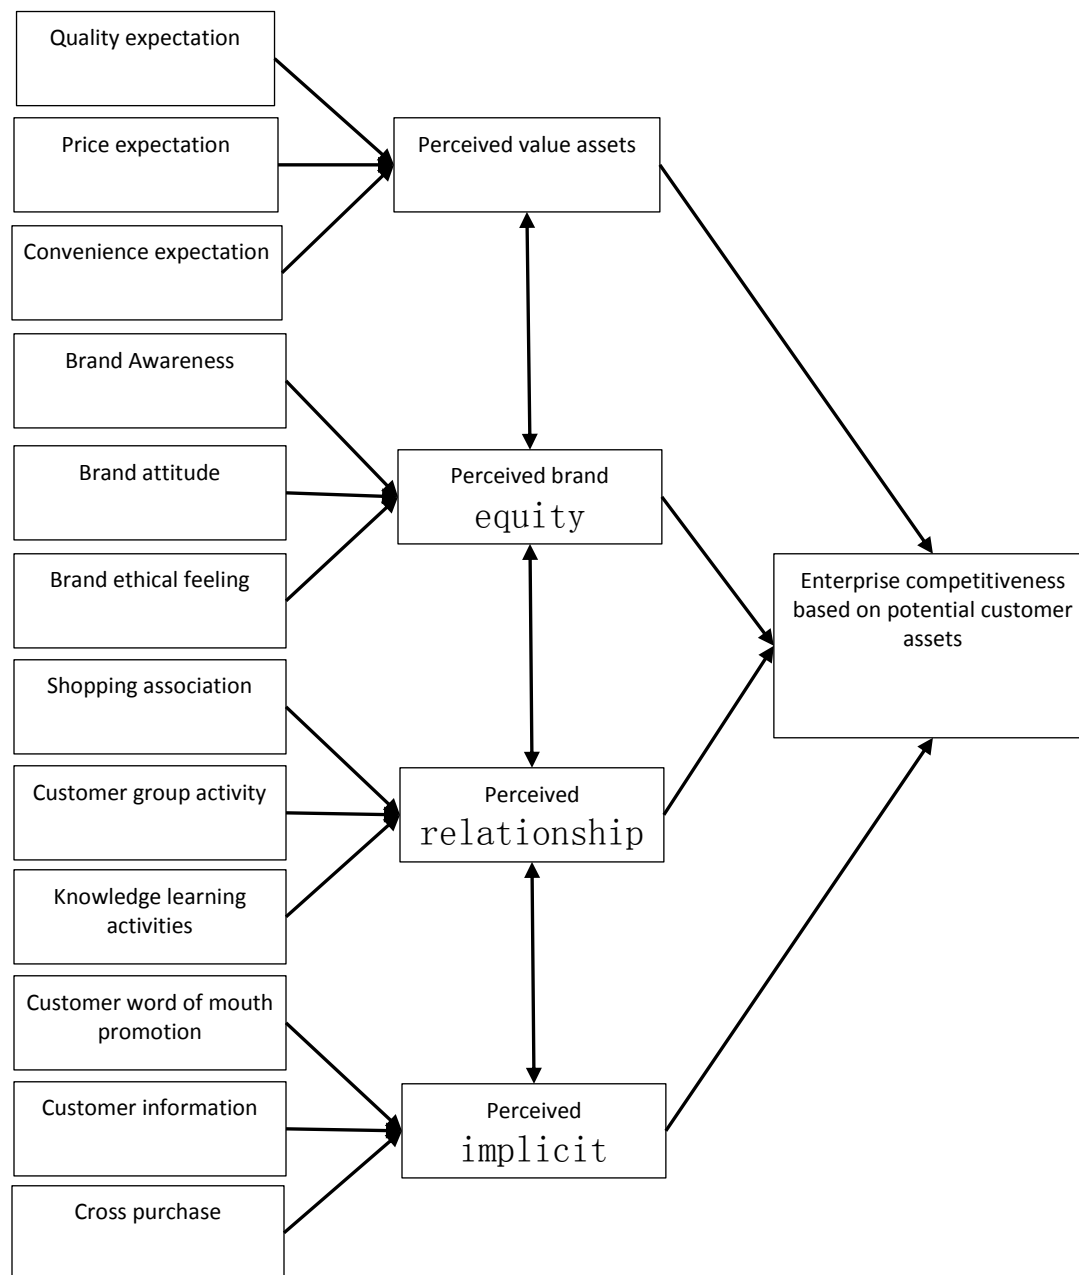 Quality expectation
Price expectation
Perceived value assets
Convenience expectation
Brand Awareness
Brand attitude
Perceived brand
equity
Brand ethical feeling
Enterprise competitiveness
based on potential customer
assets
Shopping association
Customer group activity
Perceived
relationship
Knowledge learning
activities
Customer word of mouth
promotion
Customer information
Perceived
implicit
Cross purchase